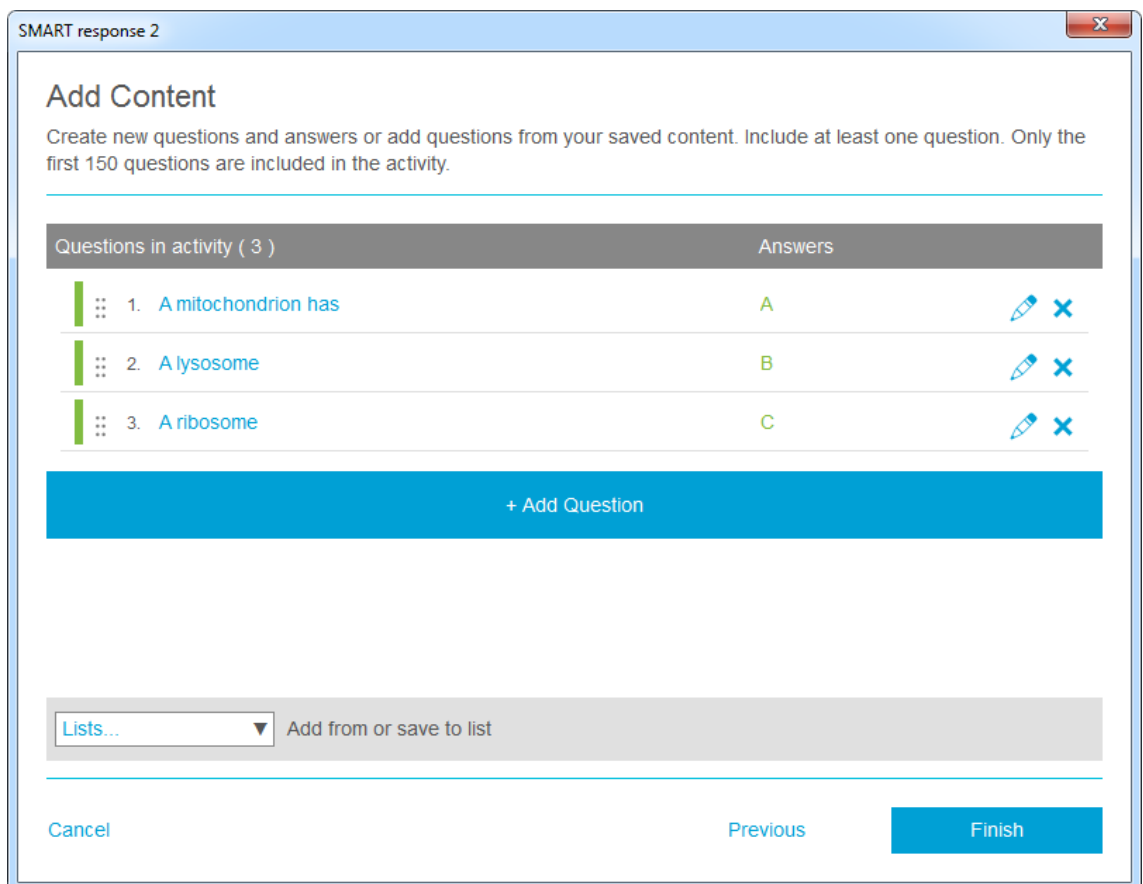 SMART response 2
X
Add Content
Create new questions and answers or add questions from your saved content. Include at least one question. Only the
first 150 questions are included in the activity.
Questions in activity ( 3 ) Answers
1. A mitochondrion has A
2. A lysosome B
3. A ribosome C
+ Add Question
Lists... Add from or save to list
Cancel Previous Finish